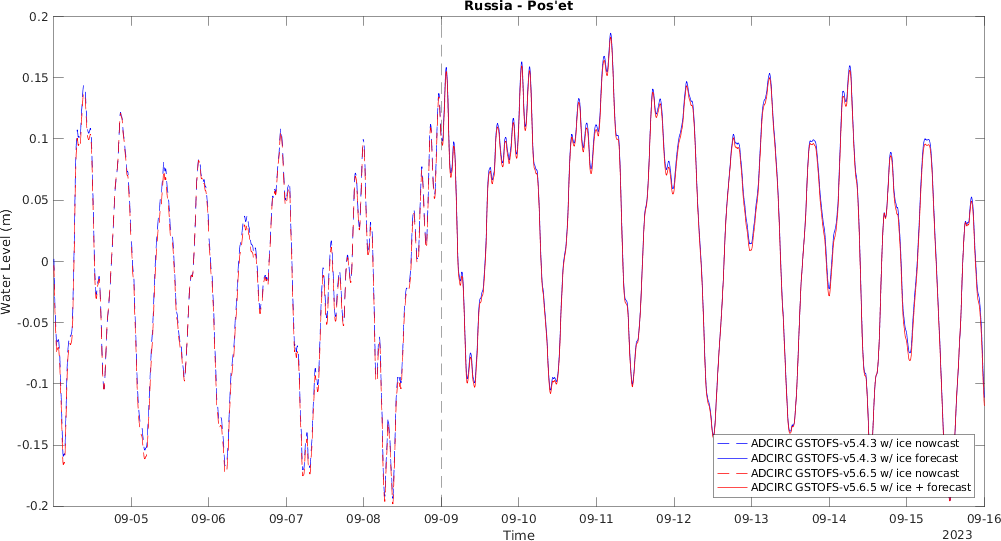 Russia - Pos'et
0.2
0.15
0.1
0.05
0
-0.05
-0.1
-0.15
-0.2
Water Level (m)
ADCIRC GSTOFS-v5.4.3 w/ ice nowcast
ADCIRC GSTOFS-v5.4.3 w/ ice forecast
ADCIRC GSTOFS-v5.6.5 w/ ice nowcast
ADCIRC GSTOFS-v5.6.5 w/ ice + forecast
09-05 09-06 09-07 09-08 09-09 09-10 09-11 09-12 09-13 09-14 09-15 09-16
Time
2023